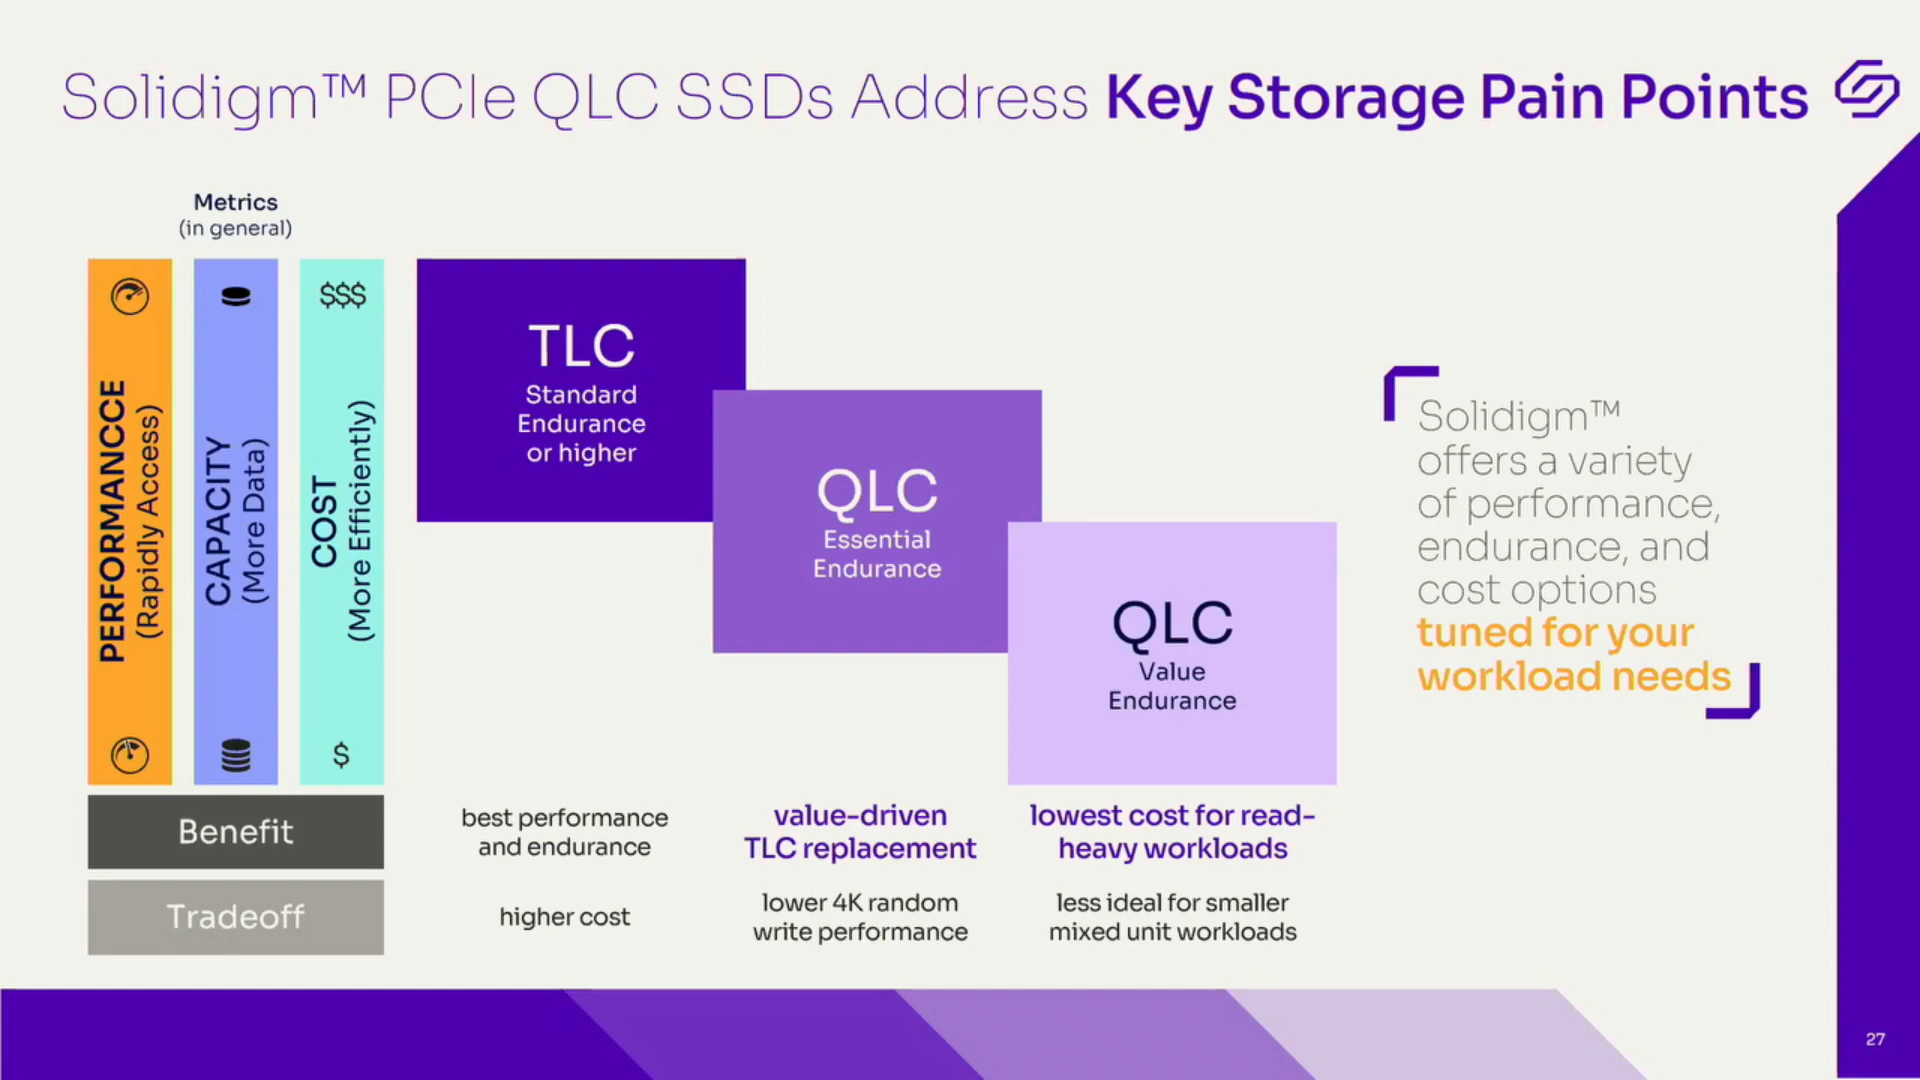 Solidigm™ PCIe QLC SSDs Address Key Storage Pain Points
Metrics
(in general)
PERFORMANCCE
(Rapidly Access)
CAPACITY
(More Data)
$$$
COST
(More Efficiently)
$
TLC
Standard
Endurance
or higher
QLC
Essential
Endurance
QLC
Value
Endurance
Solidigm™
offers a variety
of performance,
endurance, and
cost options
tuned for your
workload needs
Benefit
best performance
and endurance
value-driven
TLC replacement
lowest cost for read-
heavy workloads
Tradeoff
higher cost
lower 4K random
write performance
less ideal for smaller
mixed unit workloads
27